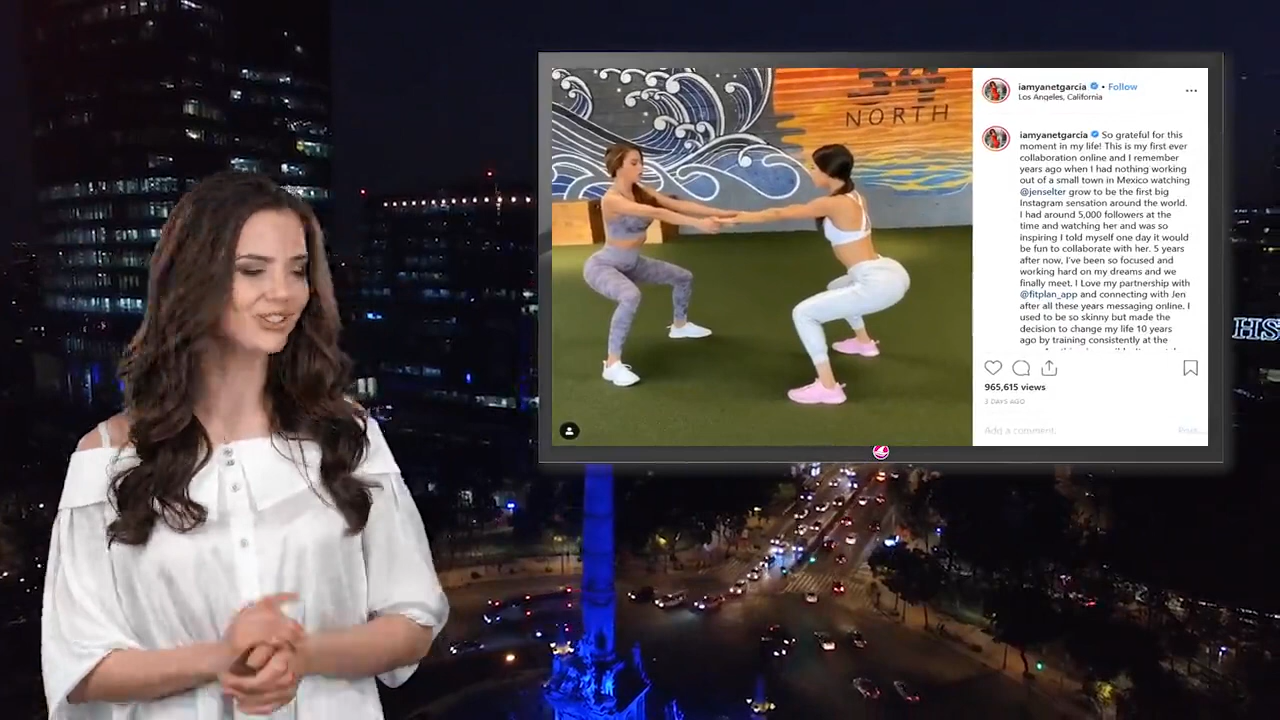 34
NORTH
iamyanetgarcia • Follow
Los Angeles, California
iamyanetgarcia So grateful for this
moment in my life! This is my first ever
collaboration online and I remember
years ago when I had nothing working
out of a small town in Mexico watching
@jenselter grow to be the first big
Instagram sensation around the world.
I had around 5,000 followers at the
time and watching her and was so
inspiring I told myself one day it would
be fun to collaborate with her. 5 years
after now, I've been so focused and
working hard on my dreams and we
finally meet. I Love my partnership with
@fitplan_app and connecting with Jen
after all these years messaging online. I
used to be so skinny but made the
decision to change my life 10 years
ago by training consistently at the
965,615 views
3 DAYS AGO
Add a comment...
Post
HS